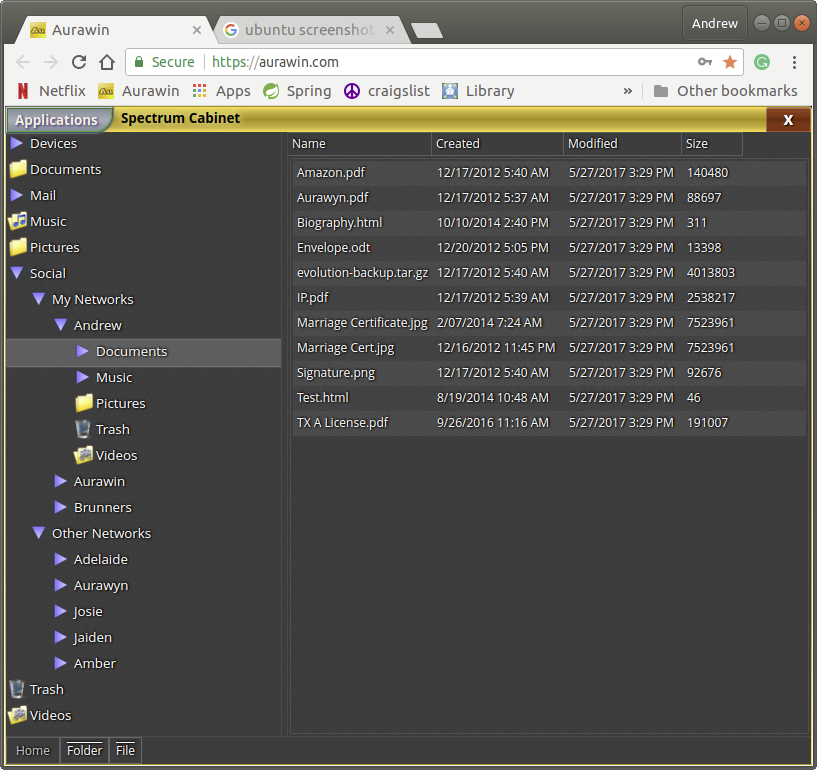 Andrew
Aurawin
ubuntu screenshot
Secure https://aurawin.com
Netflix Aurawin Apps Spring craigslist Library » Other bookmarks
Applications Spectrum Cabinet X
Devices
Documents
Mail
Music
Pictures
Social
My Networks
Andrew
Documents
Music
Pictures
Trash
Videos
Aurawin
Brunners
Other Networks
Adelaide
Aurawyn
Josie
Jaiden
Amber
Trash
Videos
Name Created Modified Size
Amazon.pdf 12/17/2012 5:40 AM 5/27/2017 3:29 PM 140480
Aurawyn.pdf 12/17/2012 5:37 AM 5/27/2017 3:29 PM 88697
Biography.html 10/10/2014 2:40 PM 5/27/2017 3:29 PM 311
Envelope.odt 12/20/2012 5:05 PM 5/27/2017 3:29 PM 13398
evolution-backup.tar.gz 12/17/2012 5:40 AM 5/27/2017 3:29 PM 4013803
IP.pdf 12/17/2012 5:39 AM 5/27/2017 3:29 PM 2538217
Marriage Certificate.jpg 2/07/2014 7:24 AM 5/27/2017 3:29 PM 7523961
Marriage Cert.jpg 12/16/2012 11:45 PM 5/27/2017 3:29 PM 7523961
Signature.png 12/17/2012 5:40 AM 5/27/2017 3:29 PM 92676
Test.html 8/19/2014 10:48 AM 5/27/2017 3:29 PM 46
TX A License.pdf 9/26/2016 11:16 AM 5/27/2017 3:29 PM 191007
Home Folder File